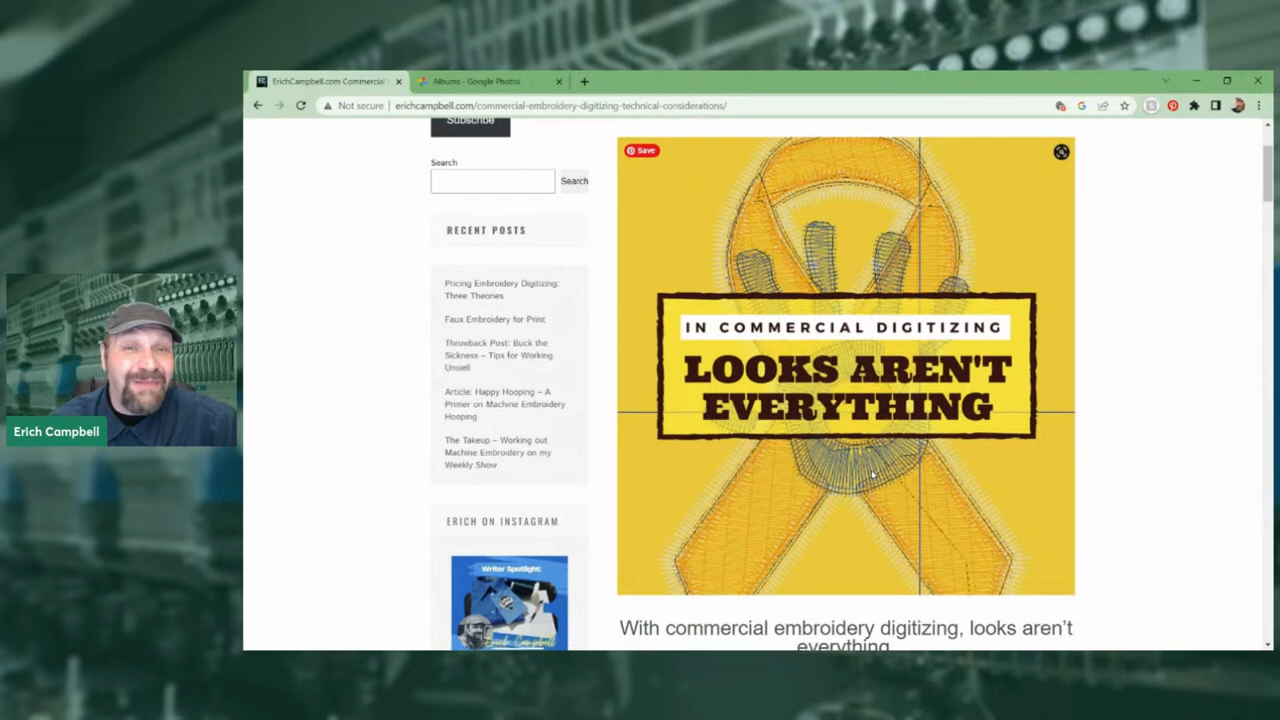 ErichCampbell.com Commercial
Albums - Google Photos
Not secure
erichcampbell.com/commercial-embroidery-digitizing-technical-considerations/
Subscribe
Search
Search
RECENT POSTS
Pricing Embroidery Digitizing:
Three Theories
Faux Embroidery for Print
Throwback Post: Buck the
Sickness – Tips for Working
Unwell
Article: Happy Hooping – A
Primer on Machine Embroidery
Hooping
The Takeup – Working out
Machine Embroidery on my
Weekly Show
ERICH ON INSTAGRAM
Writer Spotlight:
Erich Campbell
Save
IN COMMERCIAL DIGITIZING
LOOKS AREN'T
EVERYTHING
With commercial embroidery digitizing, looks aren’t
everything
Erich Campbell